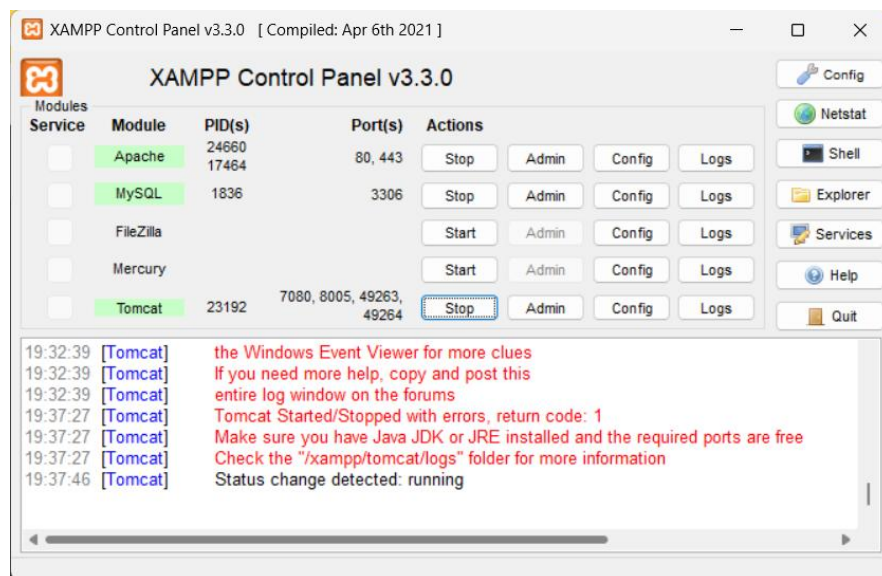 XAMPP Control Panel v3.3.0 [ Compiled: Apr 6th 2021 ]
XAMPP Control Panel v3.3.0
Config
Modules
Service Module PID(s) Port(s) Actions
Netstat
Apache 24660 17464 80, 443 Stop Admin Config Logs
Shell
MySQL 1836 3306 Stop Admin Config Logs
Explorer
FileZilla Start Admin Config Logs
Services
Mercury Start Admin Config Logs
Help
Tomcat 23192 7080, 8005, 49263, 49264 Stop Admin Config Logs
Quit
19:32:39 [Tomcat] the Windows Event Viewer for more clues
19:32:39 [Tomcat] If you need more help, copy and post this
19:32:39 [Tomcat] entire log window on the forums
19:37:27 [Tomcat] Tomcat Started/Stopped with errors, return code: 1
19:37:27 [Tomcat] Make sure you have Java JDK or JRE installed and the required ports are free
19:37:27 [Tomcat] Check the "/xampp/tomcat/logs" folder for more information
19:37:46 [Tomcat] Status change detected: running